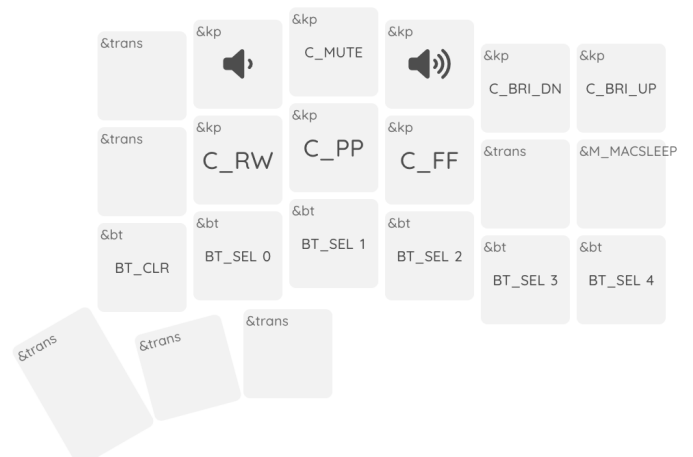 &trans
&kp
&kp
C_MUTE
&kp
&kp
C_BRI_DN
&kp
C_BRI_UP
&trans
&kp
C_RW
&kp
C_PP
&kp
C_FF
&trans
&M_MACSLEEP
&bt
BT_CLR
&bt
BT_SEL 0
&bt
BT_SEL 1
&bt
BT_SEL 2
&bt
BT_SEL 3
&bt
BT_SEL 4
&trans
&trans
&trans